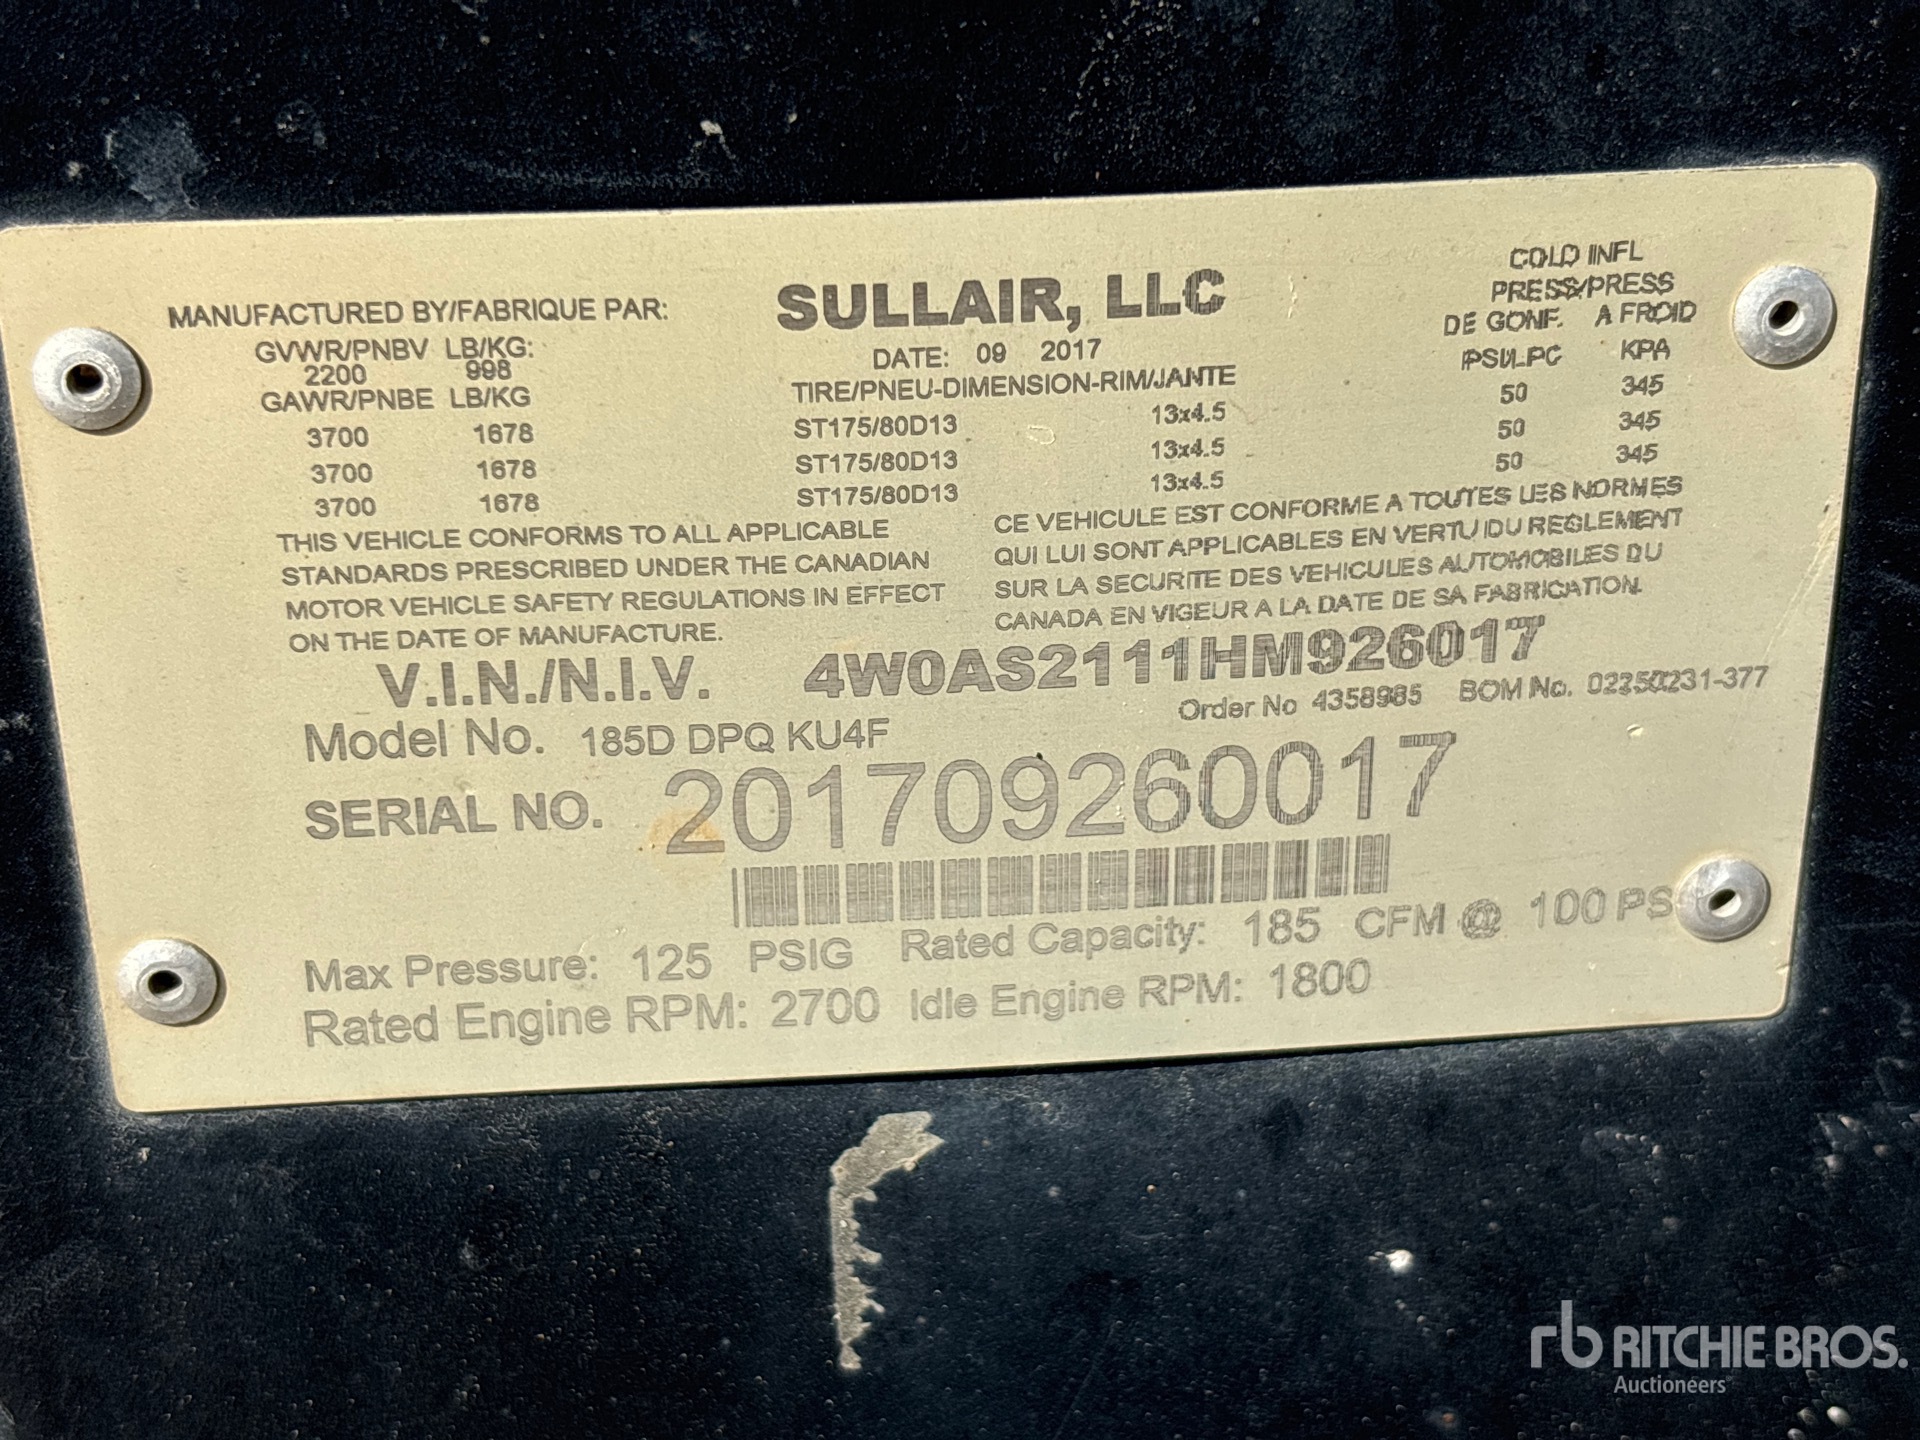 MANUFACTURED BY/FABRIQUE PAR: SULLAIR, LLC
COLD INFL
PRESS/PRESS
DE GONF. A FROID
GVWR/PNBV LB/KG: DATE: 09 2017 PSI/LPC KPA
2200 998 TIRE/PNEU-DIMENSION-RIM/JANTE
GAWR/PNBE LB/KG
3700 1678 ST175/80D13 13x4.5 50 345
3700 1678 ST175/80D13 13x4.5 50 345
3700 1678 ST175/80D13 13x4.5 50 345
THIS VEHICLE CONFORMS TO ALL APPLICABLE
STANDARDS PRESCRIBED UNDER THE CANADIAN
MOTOR VEHICLE SAFETY REGULATIONS IN EFFECT
ON THE DATE OF MANUFACTURE.
CE VEHICULE EST CONFORME A TOUTES LES NORMES
QUI LUI SONT APPLICABLES EN VERTU DU REGLEMENT
SUR LA SECURITE DES VEHICULES AUTOMOBILES DU
CANADA EN VIGEUR A LA DATE DE SA FABRICATION.
V.I.N./N.I.V. 4W0AS2111HM926017
Model No. 185D DPQ KU4F Order No 4358985 BOM No. 02250231-377
SERIAL NO. 201709260017
Max Pressure: 125 PSIG Rated Capacity: 185 CFM @ 100 PS
Rated Engine RPM: 2700 Idle Engine RPM: 1800
rb RITCHIE BROS.
Auctioneers